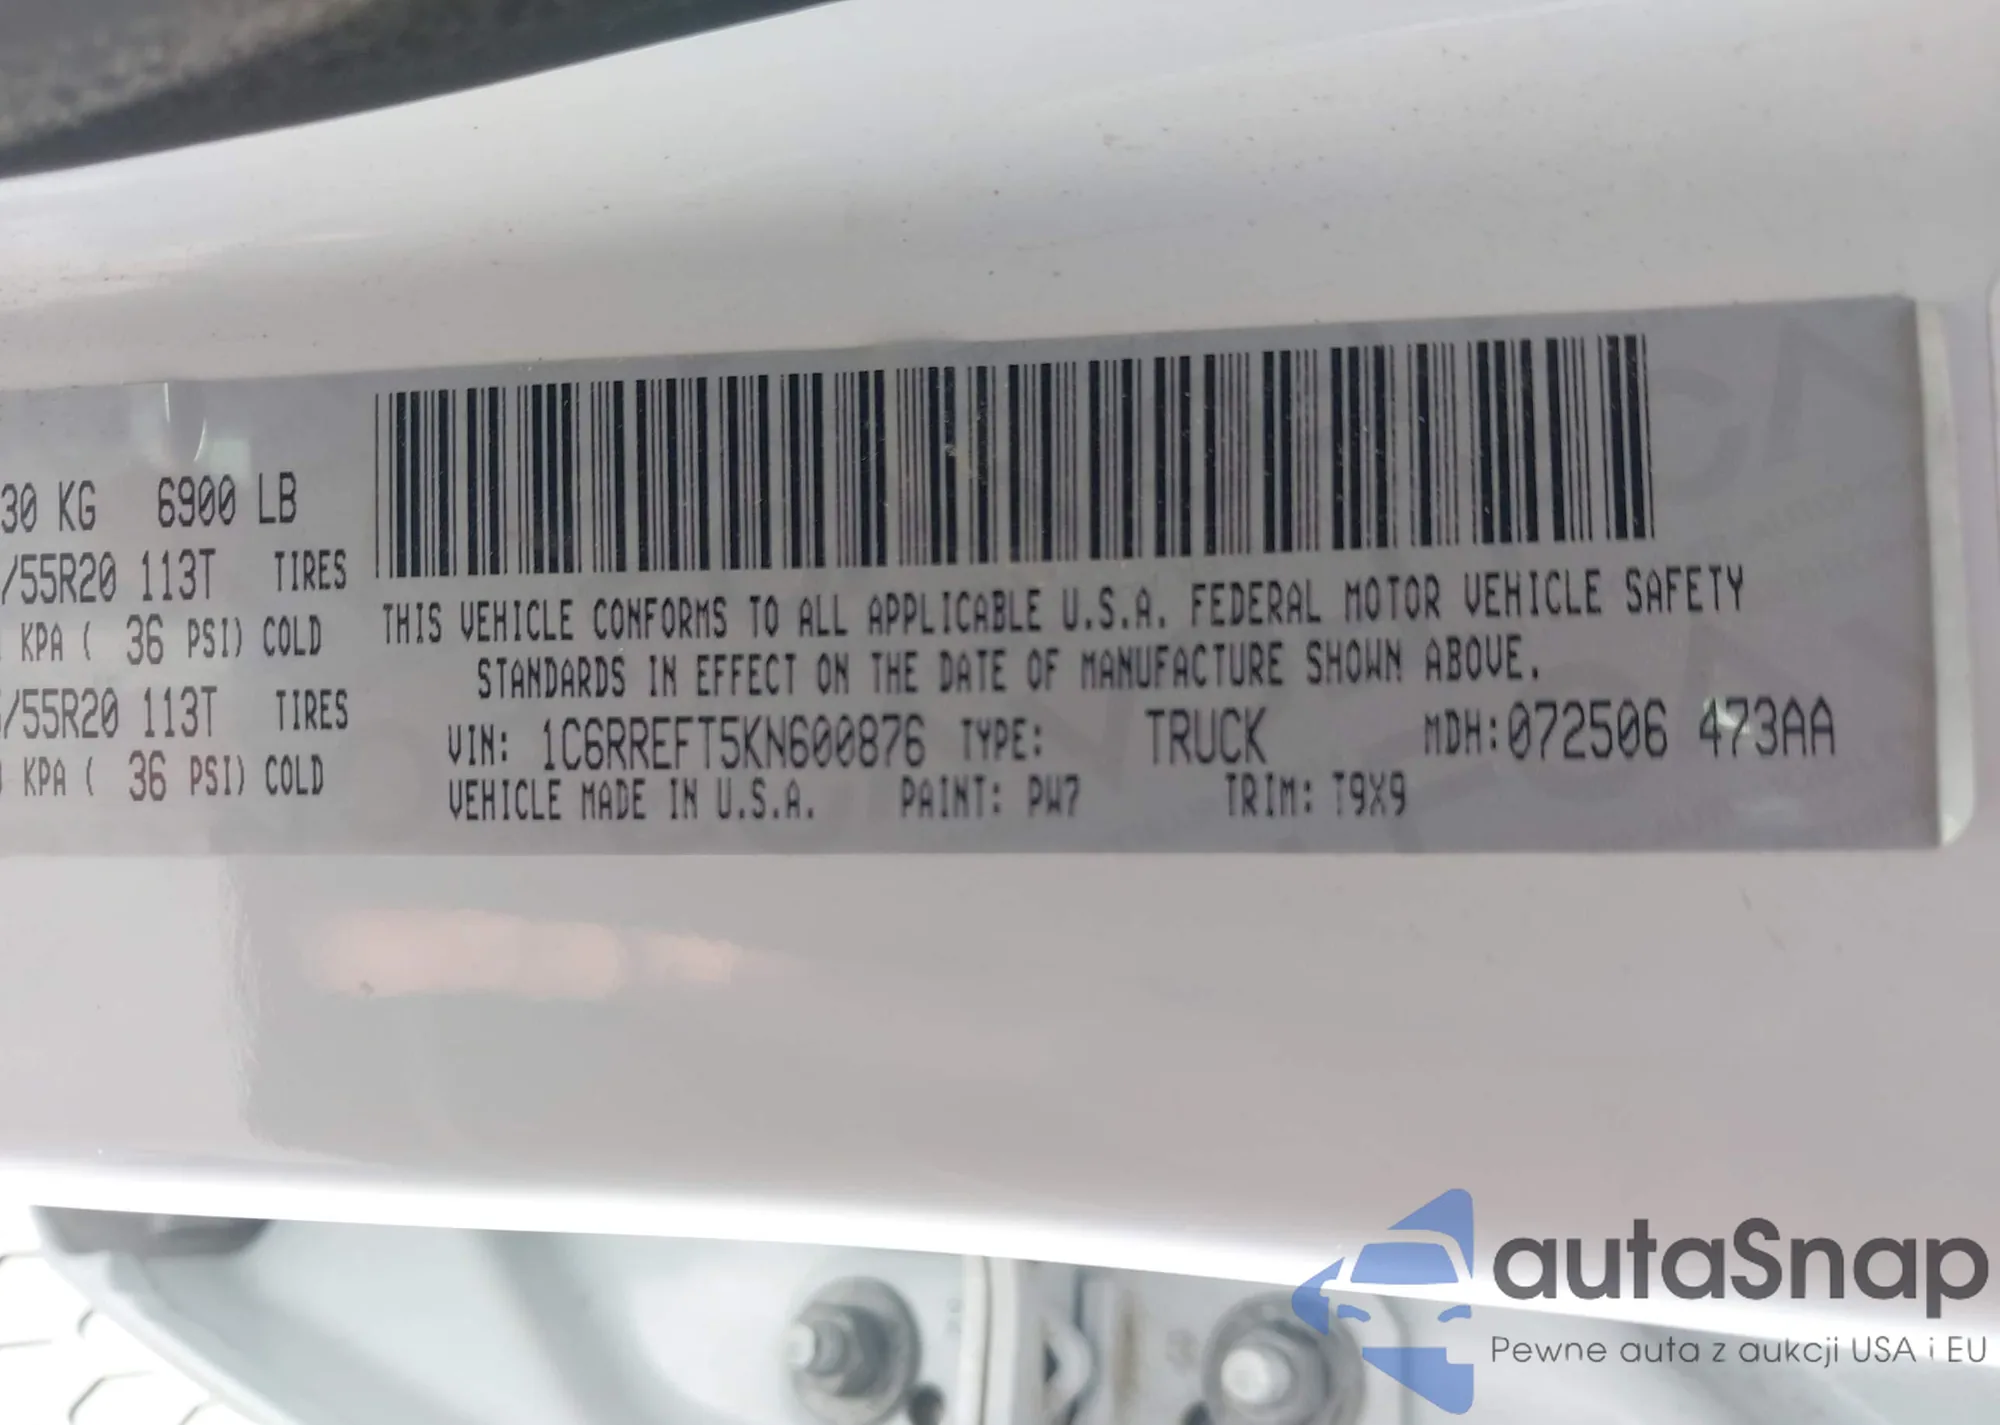 30 KG 6900 LB
/55R20 113T TIRES
KPA ( 36 PSI) COLD
/55R20 113T TIRES
KPA ( 36 PSI) COLD
THIS VEHICLE CONFORMS TO ALL APPLICABLE U.S.A. FEDERAL MOTOR VEHICLE SAFETY
STANDARDS IN EFFECT ON THE DATE OF MANUFACTURE SHOWN ABOVE.
VIN: 1C6RREFT5KN600876 TYPE: TRUCK MDH:072506 473AA
VEHICLE MADE IN U.S.A. PAINT: PW7 TRIM: T9X9
autaSnap
Pewne auta z aukcji USA i EU